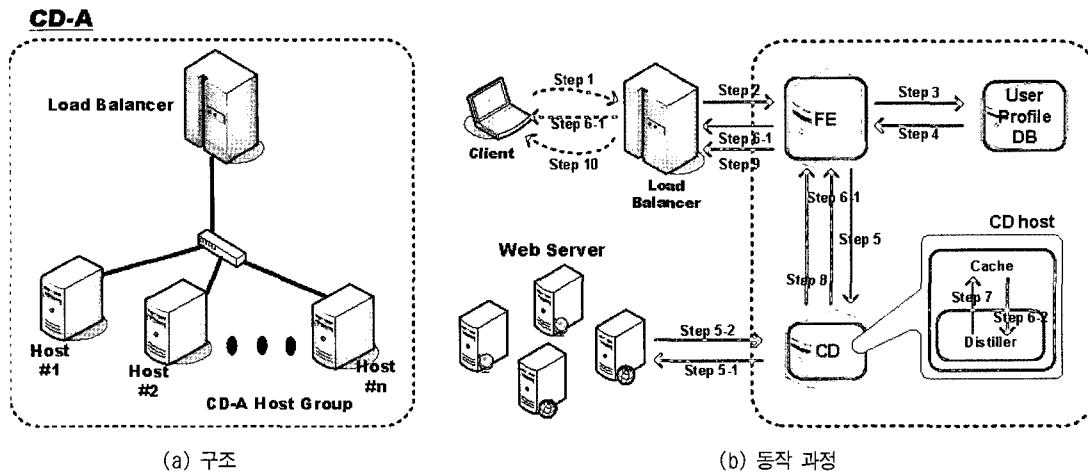 CD-A
Load Balancer
Host
#1
Host
#2
Host
#n
CD-A Host Group
(a) 구조
Step 1
Step 6-1
Step 10
Client
Load
Balancer
Step 2
Step 6-1
Step 9
FE
Step 3
Step 4
User
Profile
DB
Step 6-1
Step 5
Step 8
Web Server
Step 5-2
Step 5-1
CD
CD host
Cache
Step 7
Step 6-2
Distiller
(b) 동작 과정